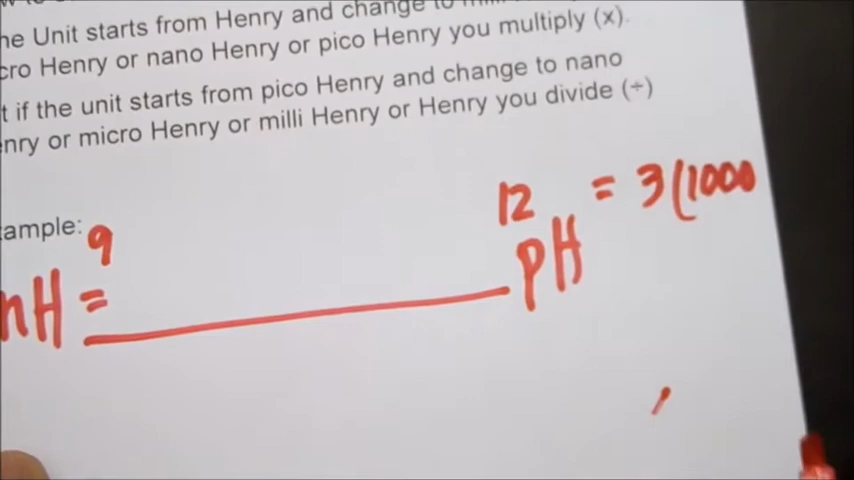 he Unit starts from Henry and change to
cro Henry or nano Henry or pico Henry you multiply (x).
t if the unit starts from pico Henry and change to nano
enry or micro Henry or milli Henry or Henry you divide (÷)
ample:
9 12 = 3(1000
nH = pH